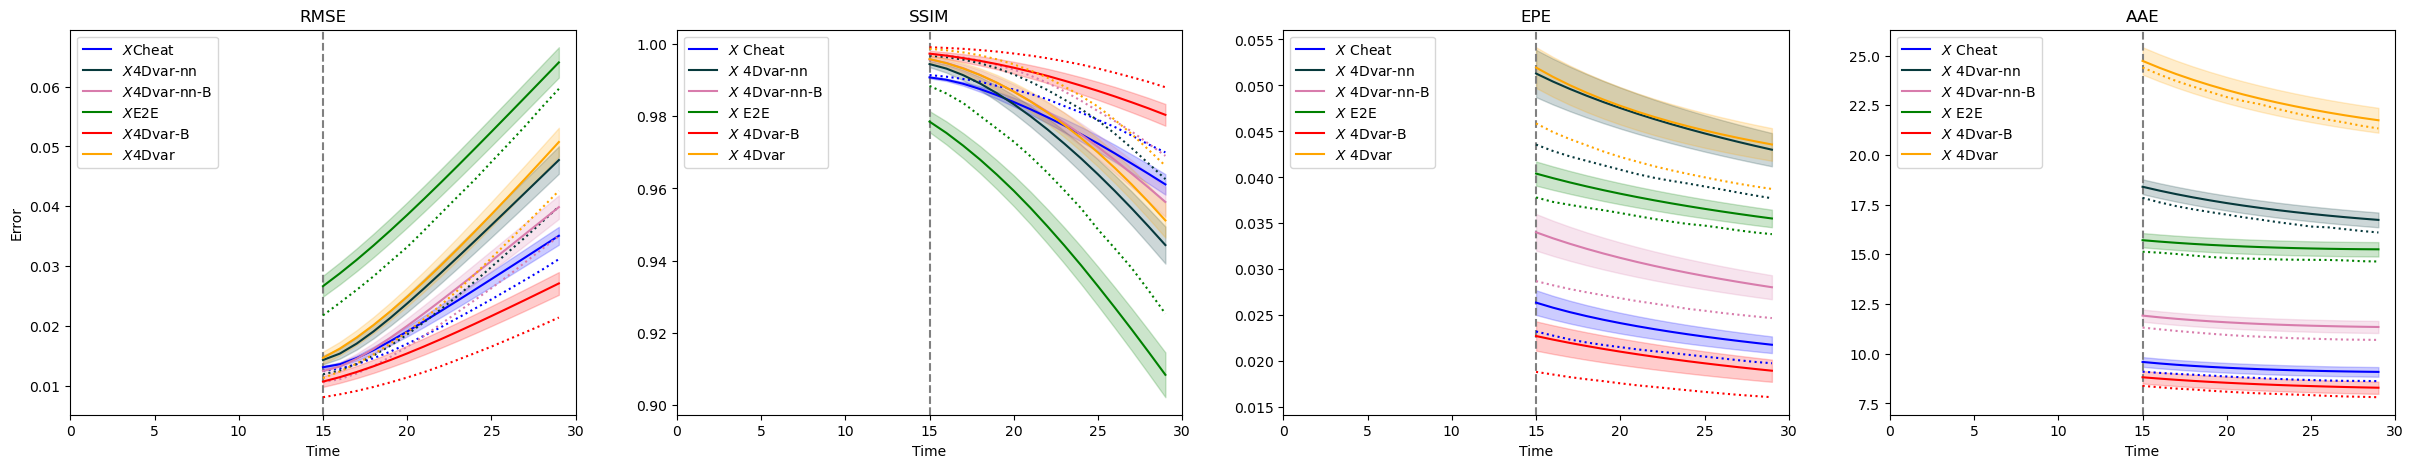 RMSE
XCheat
X4Dvar-nn
X4Dvar-nn-B
XE2E
X4Dvar-B
X4Dvar
Error
0.06
0.05
0.04
0.03
0.02
0.01
0 5 10 15 20 25 30
Time
SSIM
X Cheat
X 4Dvar-nn
X 4Dvar-nn-B
X E2E
X 4Dvar-B
X 4Dvar
1.00
0.98
0.96
0.94
0.92
0.90
0 5 10 15 20 25 30
Time
EPE
X Cheat
X 4Dvar-nn
X 4Dvar-nn-B
X E2E
X 4Dvar-B
X 4Dvar
0.055
0.050
0.045
0.040
0.035
0.030
0.025
0.020
0.015
0 5 10 15 20 25 30
Time
AAE
X Cheat
X 4Dvar-nn
X 4Dvar-nn-B
X E2E
X 4Dvar-B
X 4Dvar
25.0
22.5
20.0
17.5
15.0
12.5
10.0
7.5
0 5 10 15 20 25 30
Time